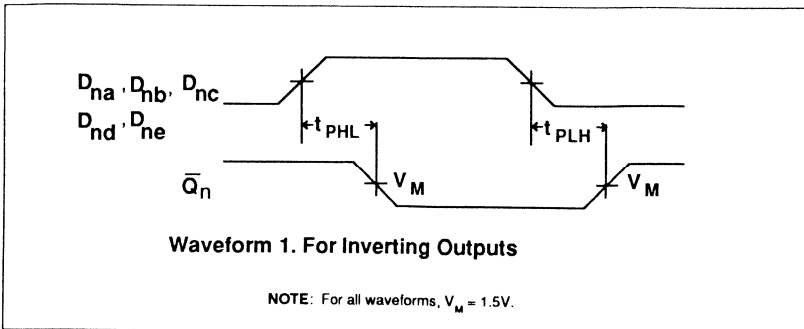 Dna , Dnb, Dnc
Dnd , Dne
tPHL
tPLH
Q̅n
VM
VM
Waveform 1. For Inverting Outputs
NOTE: For all waveforms, VM = 1.5V.